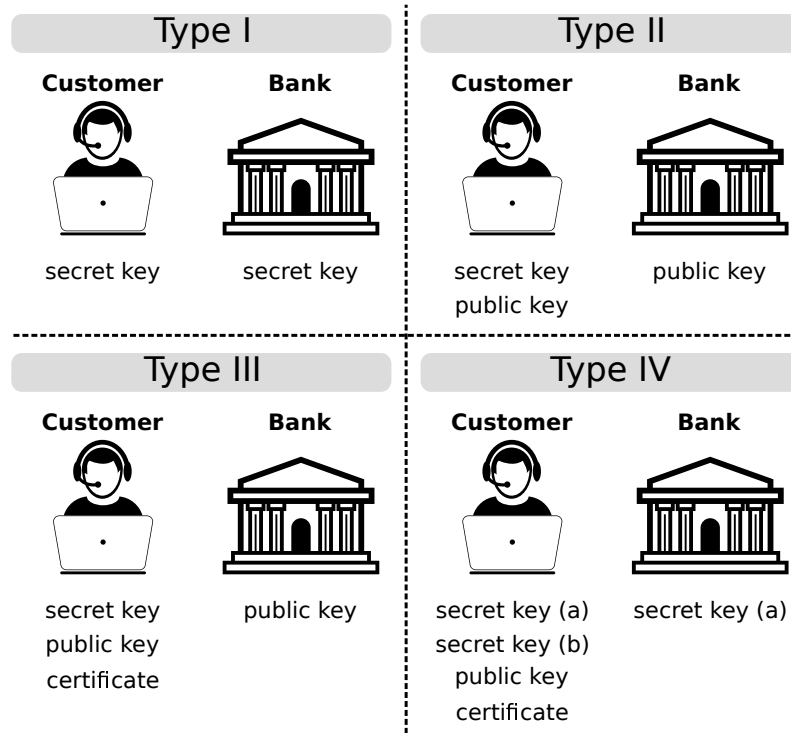 Type I
Customer Bank
secret key secret key
Type II
Customer Bank
secret key public key
public key
Type III
Customer Bank
secret key public key
public key
certificate
Type IV
Customer Bank
secret key (a) secret key (a)
secret key (b)
public key
certificate